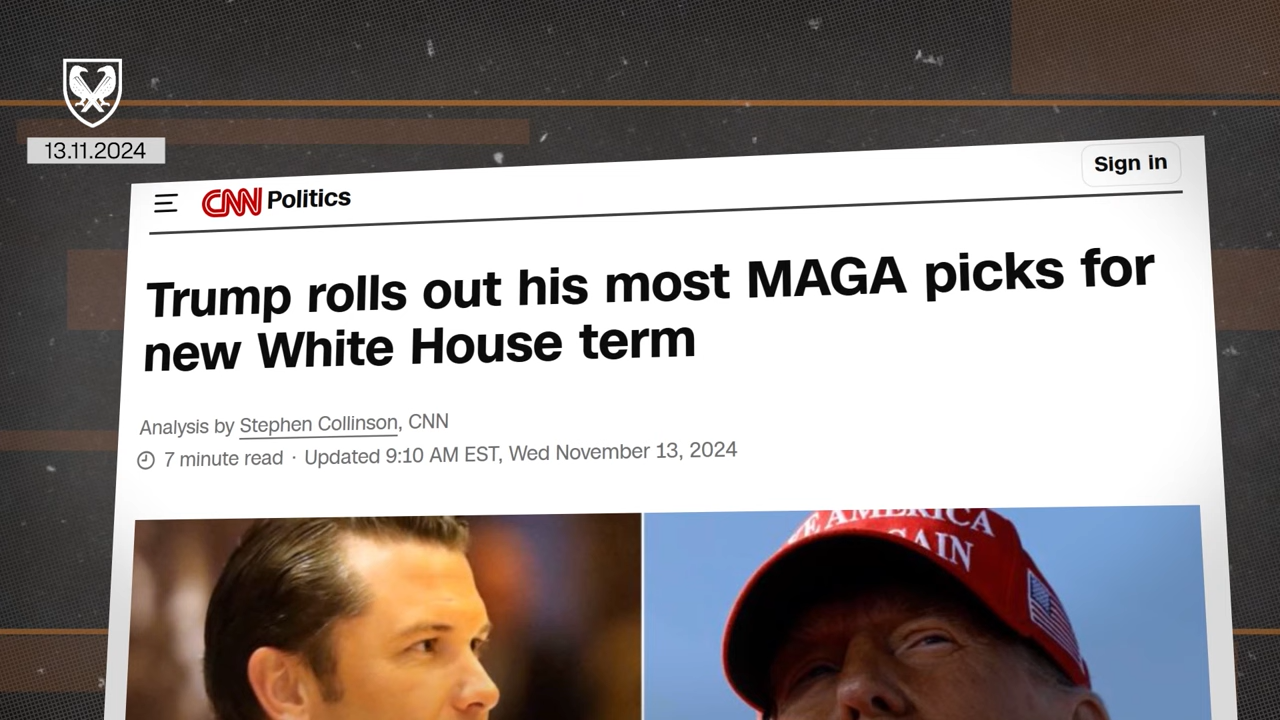 13.11.2024
CNN Politics
Sign in
Trump rolls out his most MAGA picks for
new White House term
Analysis by Stephen Collinson, CNN
7 minute read · Updated 9:10 AM EST, Wed November 13, 2024
AMERICA